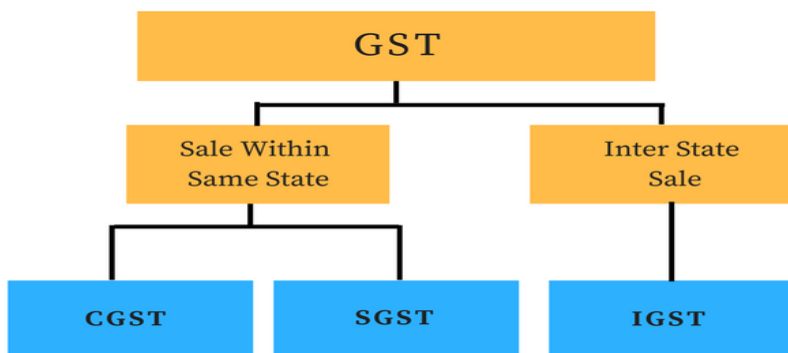 GST
Sale Within
Same State
Inter State
Sale
CGST
SGST
IGST